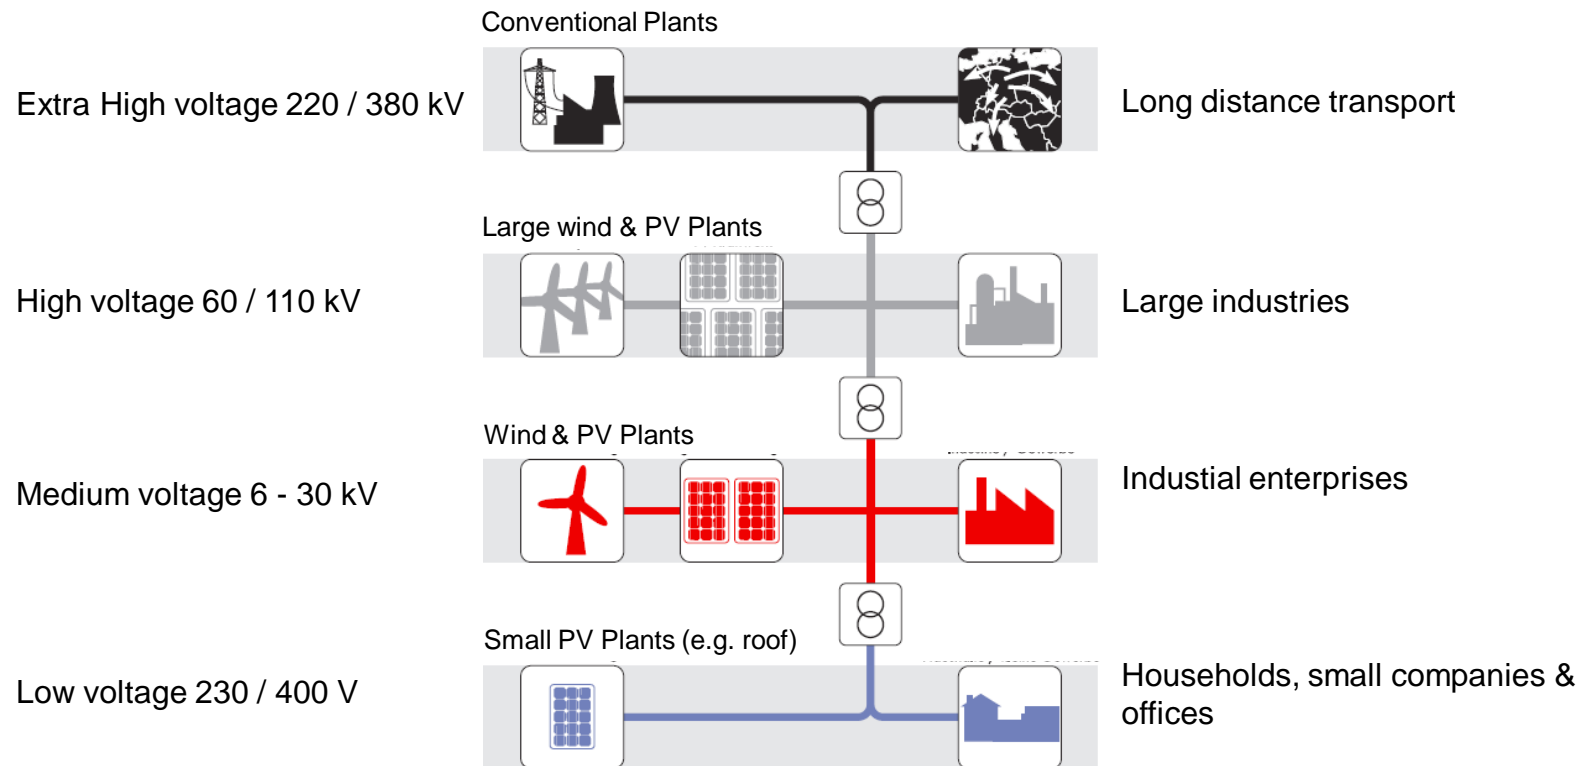 Conventional Plants
Extra High voltage 220 / 380 kV
Long distance transport
Large wind & PV Plants
High voltage 60 / 110 kV
Large industries
Wind & PV Plants
Medium voltage 6 - 30 kV
Industial enterprises
Small PV Plants (e.g. roof)
Low voltage 230 / 400 V
Households, small companies &
offices